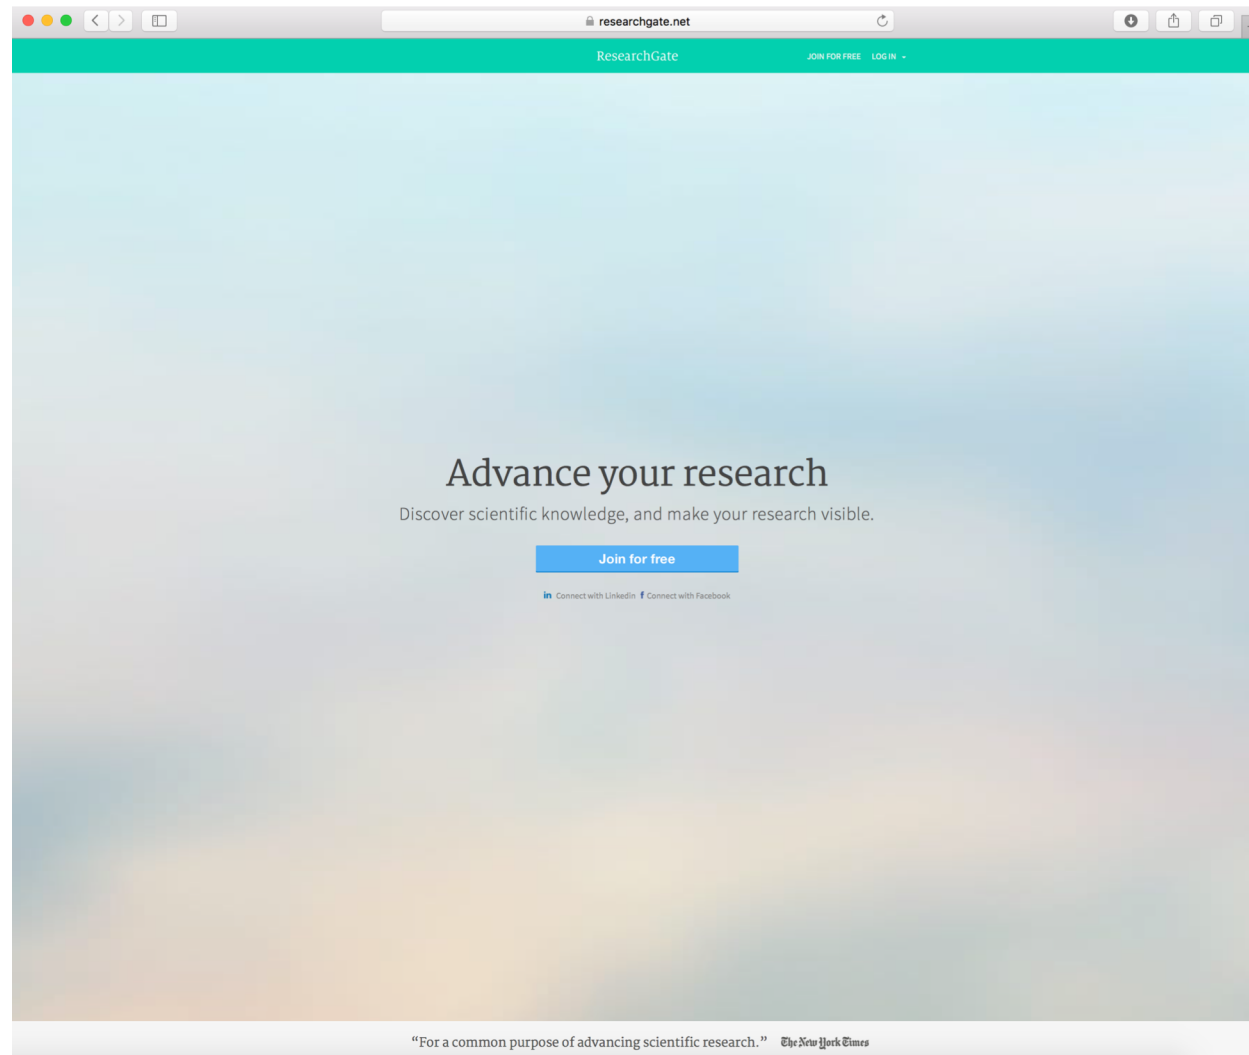 researchgate.net
ResearchGate JOIN FOR FREE LOG IN
Advance your research
Discover scientific knowledge, and make your research visible.
Join for free
in Connect with LinkedIn f Connect with Facebook
“For a common purpose of advancing scientific research.” The New York Times